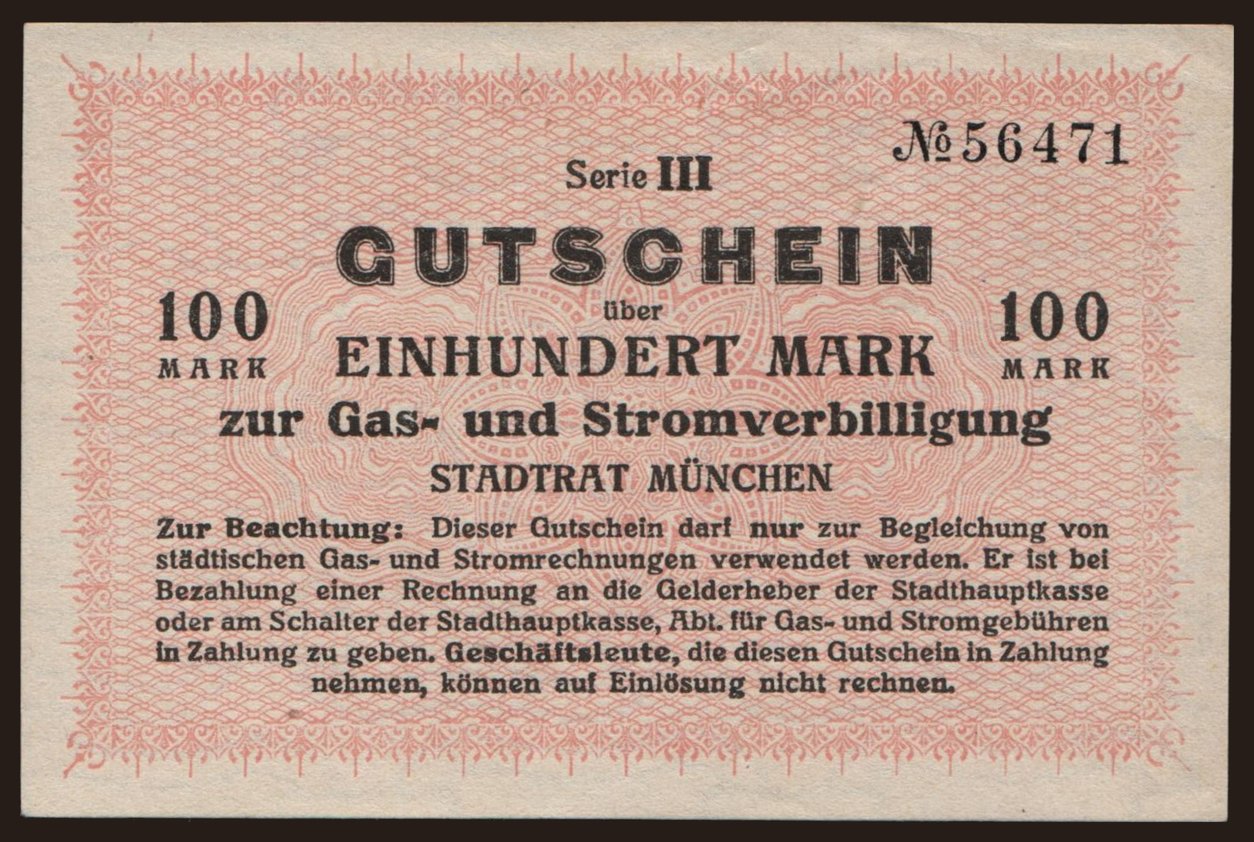 № 56471
Serie III
GUTSCHEIN
über
100 EINHUNDERT MARK 100
MARK MARK
zur Gas- und Stromverbilligung
STADTRAT MÜNCHEN
Zur Beachtung: Dieser Gutschein darf nur zur Begleichung von
städtischen Gas- und Stromrechnungen verwendet werden. Er ist bei
Bezahlung einer Rechnung an die Gelderheber der Stadthauptkasse
oder am Schalter der Stadthauptkasse, Abt. für Gas- und Stromgebühren
in Zahlung zu geben. Geschäftsleute, die diesen Gutschein in Zahlung
nehmen, können auf Einlösung nicht rechnen.